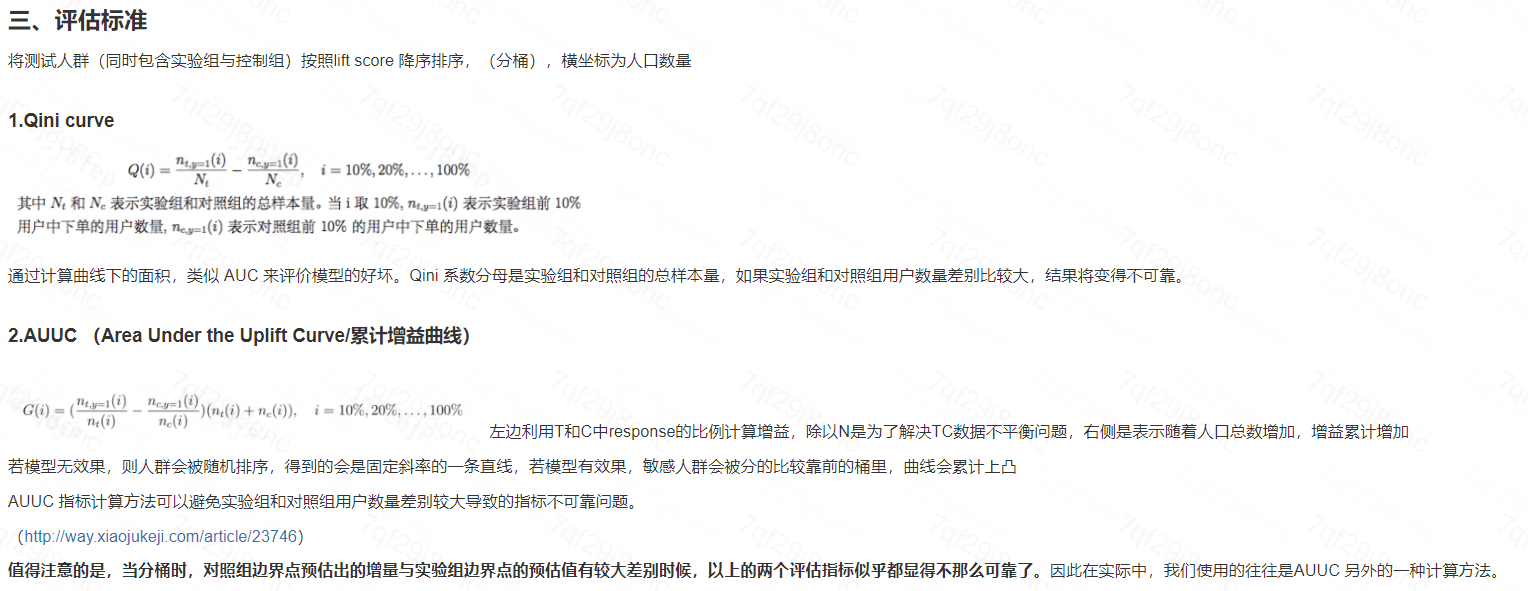 三、评估标准
将测试人群（同时包含实验组与控制组）按照lift score 降序排序，（分桶），横坐标为人口数量
1.Qini curve
Q(i) = n_{t,y=1}(i)/N_t − n_{c,y=1}(i)/N_c, i = 10%, 20%, . . . , 100%
其中 N_t 和 N_c 表示实验组和对照组的总样本量。当 i 取 10%, n_{t,y=1}(i) 表示实验组前 10%
用户中下单的用户数量, n_{c,y=1}(i) 表示对照组前 10% 的用户中下单的用户数量。
通过计算曲线下的面积，类似 AUC 来评价模型的好坏。Qini 系数分母是实验组和对照组的总样本量，如果实验组和对照组用户数量差别比较大，结果将变得不可靠。
2.AUUC （Area Under the Uplift Curve/累计增益曲线）
G(i) = (n_{t,y=1}(i)/n_t(i) − n_{c,y=1}(i)/n_c(i))(n_t(i) + n_c(i)), i = 10%, 20%, . . . , 100%
左边利用T和C中response的比例计算增益，除以N是为了解决TC数据不平衡问题，右侧是表示随着人口总数增加，增益累计增加
若模型无效果，则人群会被随机排序，得到的会是固定斜率的一条直线，若模型有效果，敏感人群会被分的比较靠前的桶里，曲线会累计上凸
AUUC 指标计算方法可以避免实验组和对照组用户数量差别较大导致的指标不可靠问题。
（http://way.xiaojukeji.com/article/23746）
值得注意的是，当分桶时，对照组边界点预估出的增量与实验组边界点的预估值有较大差别时候，以上的两个评估指标似乎都显得不那么可靠了。因此在实际中，我们使用的往往是AUUC 另外的一种计算方法。
7qf29j8onc